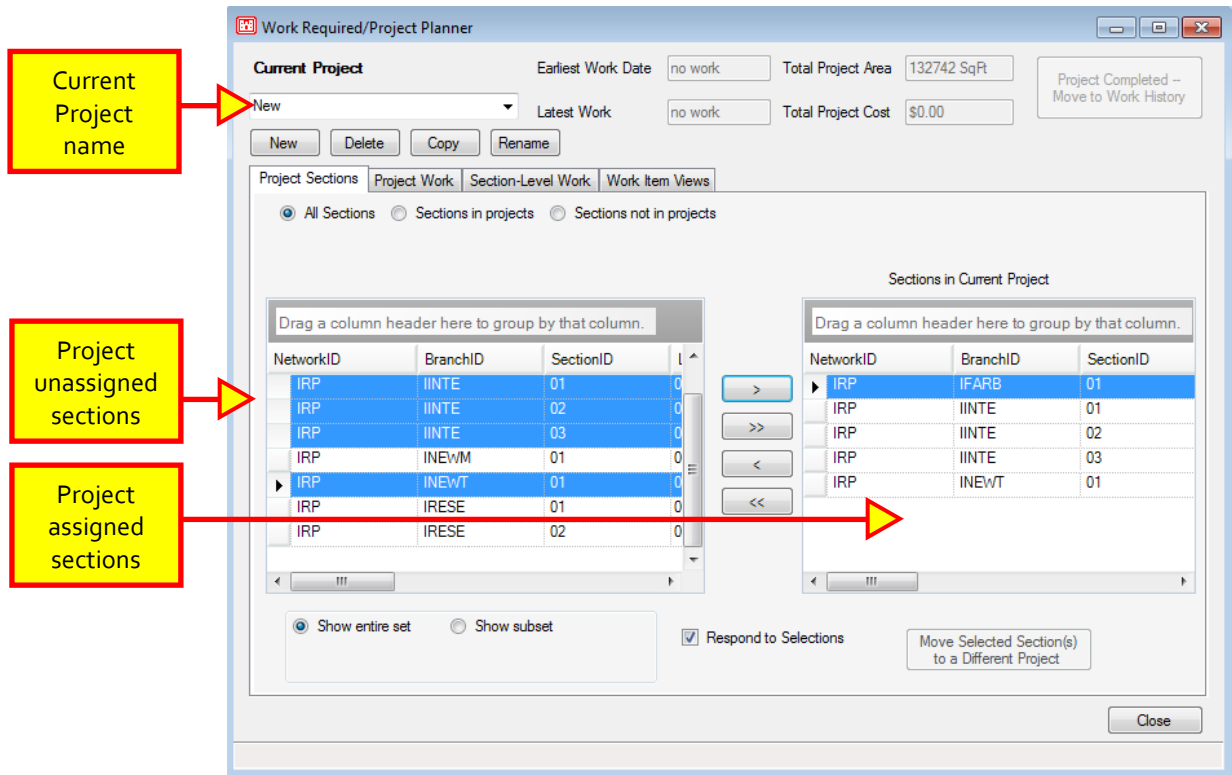 Work Required/Project Planner
Current Project
Earliest Work Date no work Total Project Area 132742 SqFt
Project Completed --
Move to Work History
Current
Project
name
New
Latest Work no work Total Project Cost $0.00
New Delete Copy Rename
Project Sections Project Work Section-Level Work Work Item Views
All Sections Sections in projects Sections not in projects
Sections in Current Project
Drag a column header here to group by that column.
Drag a column header here to group by that column.
Project
unassigned
sections
NetworkID BranchID SectionID L
IRP IINTE 01 0
IRP IINTE 02 0
IRP IINTE 03 0
IRP INEWM 01 0
IRP INEWT 01 0
IRP IRESE 01 0
IRP IRESE 02 0
>
>>
<
<<
NetworkID BranchID SectionID
IRP IFARB 01
IRP IINTE 01
IRP IINTE 02
IRP IINTE 03
IRP INEWT 01
Project
assigned
sections
Show entire set Show subset
Respond to Selections
Move Selected Section(s)
to a Different Project
Close